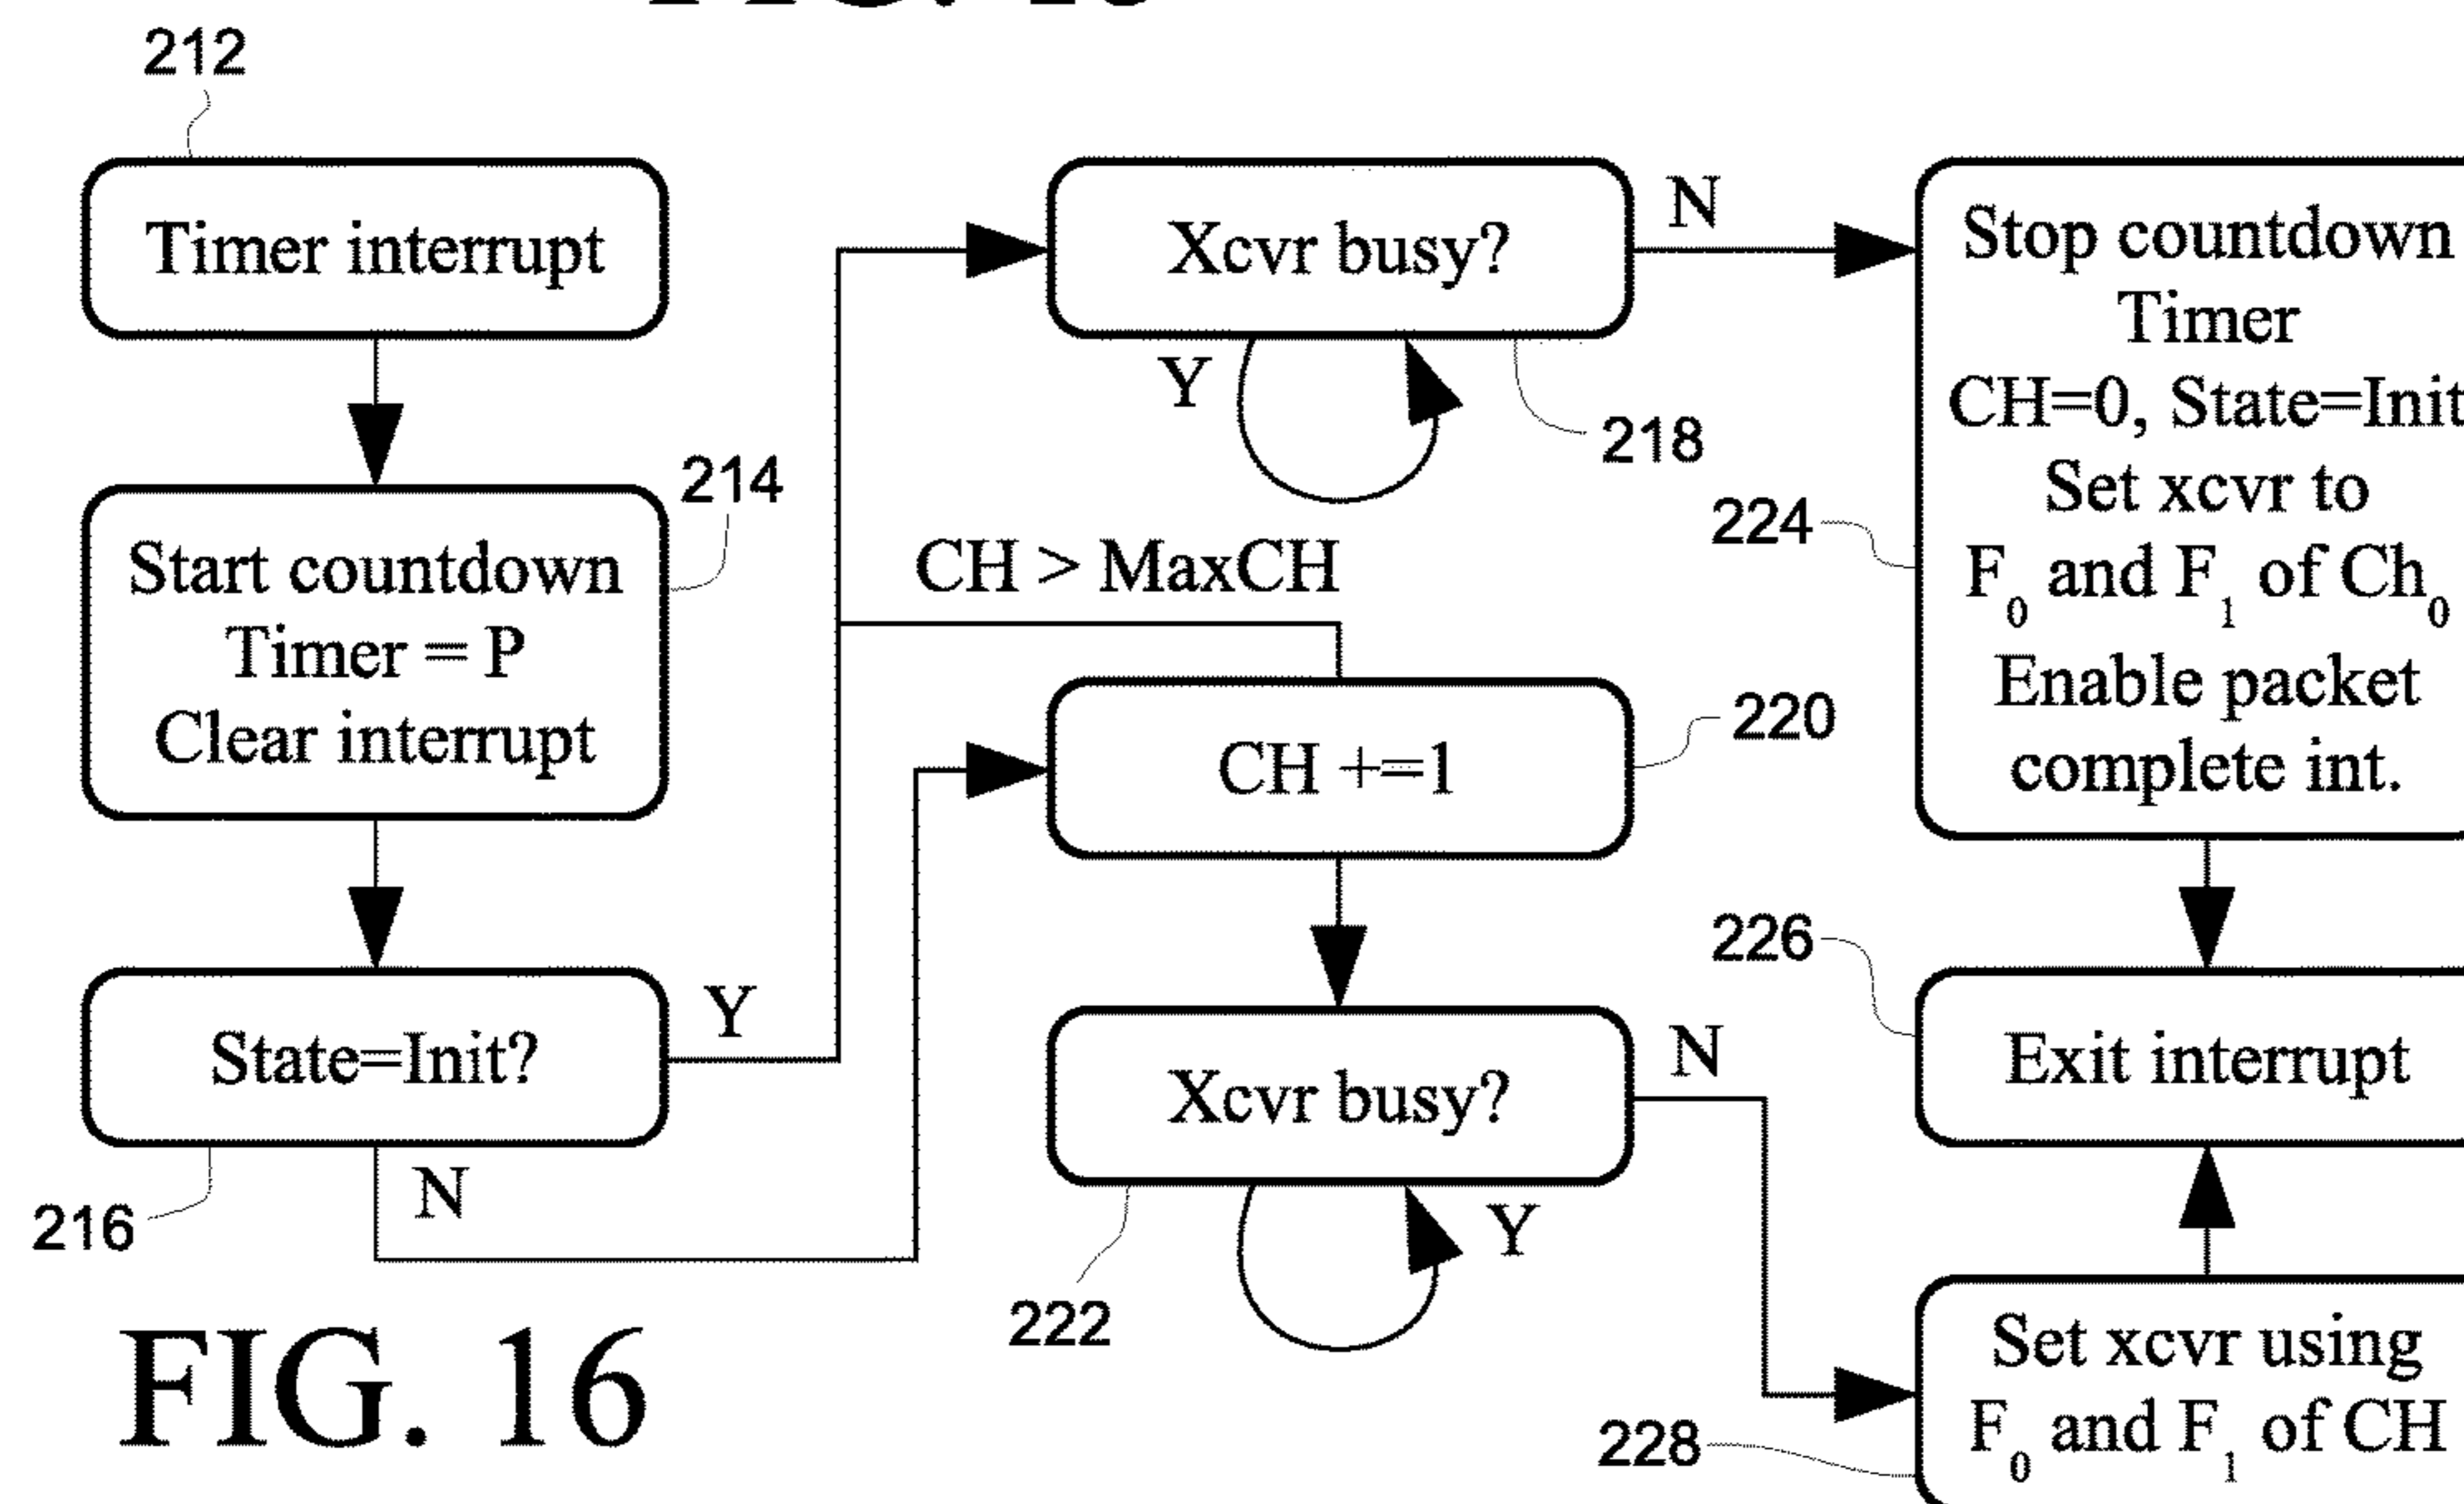 212
Timer interrupt
214
Start countdown
Timer = P
Clear interrupt
State=Init?
Y
N
216
Xcvr busy?
N
Y
218
CH > MaxCH
CH +=1
220
Xcvr busy?
N
Y
222
Stop countdown
Timer
CH=0, State=Init
Set xcvr to
F₀ and F₁ of Ch₀
Enable packet
complete int.
224
226
Exit interrupt
Set xcvr using
F₀ and F₁ of CH
228
FIG. 16